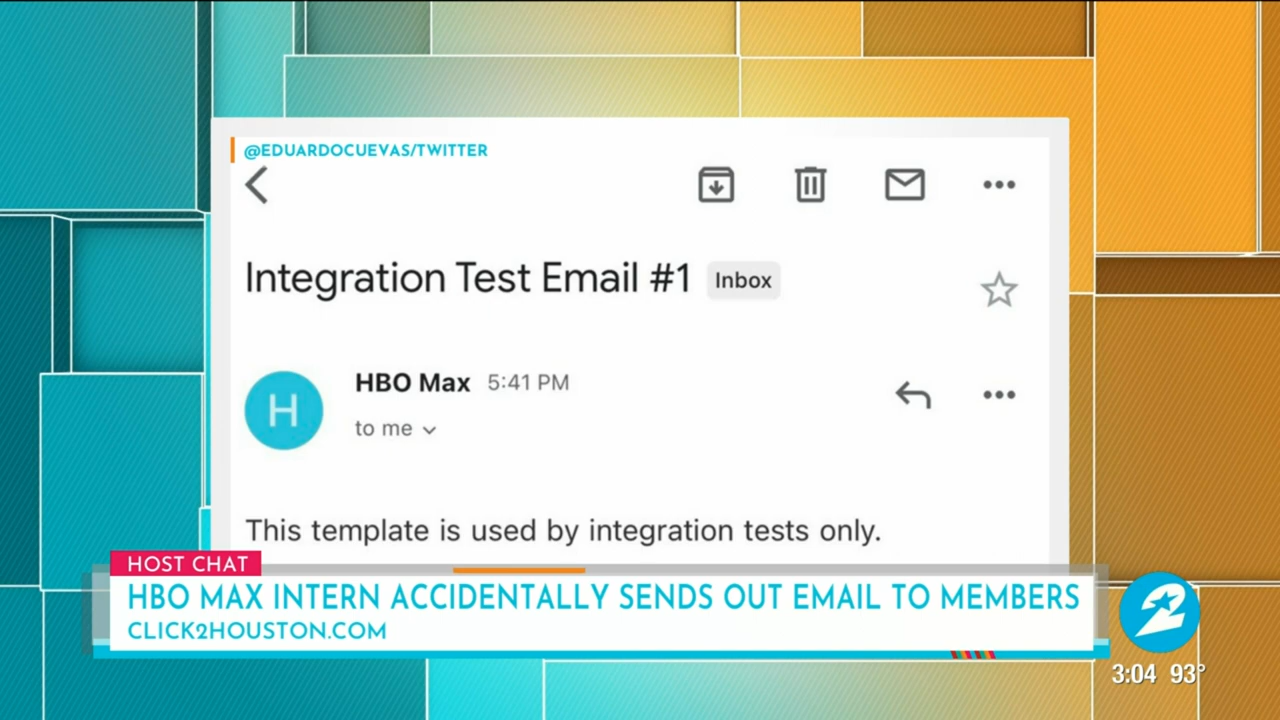 @EDUARDOCUEVAS/TWITTER
Integration Test Email #1 Inbox
H
HBO Max 5:41 PM
to me
This template is used by integration tests only.
HOST CHAT
HBO MAX INTERN ACCIDENTALLY SENDS OUT EMAIL TO MEMBERS
CLICK2HOUSTON.COM
2
3:04 93°